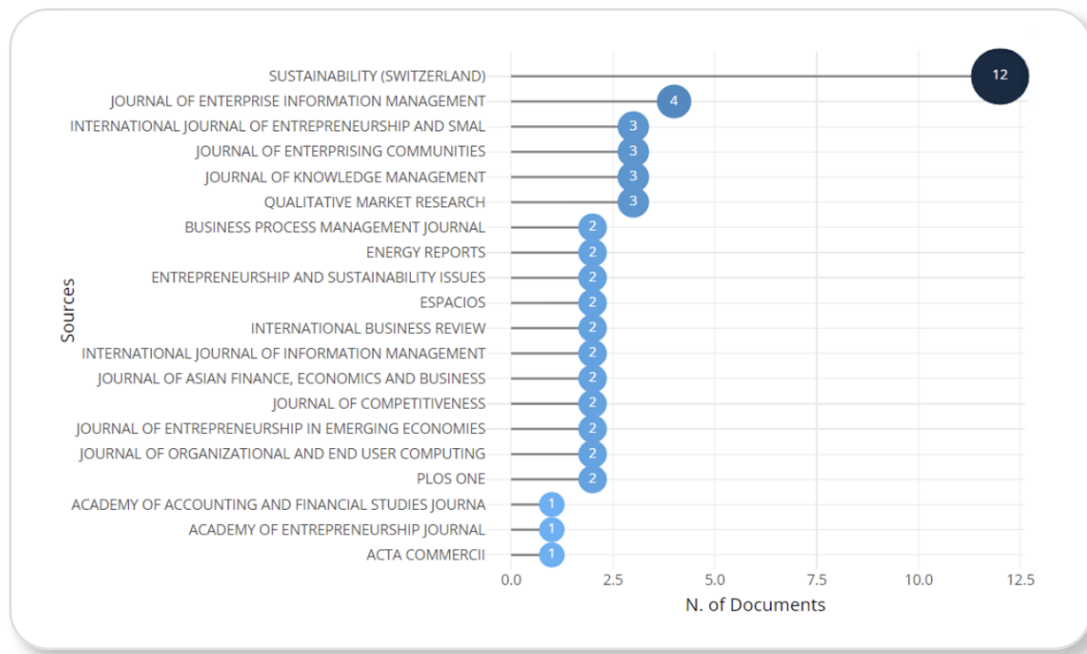 SUSTAINABILITY (SWITZERLAND) 12
JOURNAL OF ENTERPRISE INFORMATION MANAGEMENT 4
INTERNATIONAL JOURNAL OF ENTREPRENEURSHIP AND SMAL 3
JOURNAL OF ENTERPRISING COMMUNITIES 3
JOURNAL OF KNOWLEDGE MANAGEMENT 3
QUALITATIVE MARKET RESEARCH 3
BUSINESS PROCESS MANAGEMENT JOURNAL 2
ENERGY REPORTS 2
ENTREPRENEURSHIP AND SUSTAINABILITY ISSUES 2
ESPACIOS 2
INTERNATIONAL BUSINESS REVIEW 2
INTERNATIONAL JOURNAL OF INFORMATION MANAGEMENT 2
JOURNAL OF ASIAN FINANCE, ECONOMICS AND BUSINESS 2
JOURNAL OF COMPETITIVENESS 2
JOURNAL OF ENTREPRENEURSHIP IN EMERGING ECONOMIES 2
JOURNAL OF ORGANIZATIONAL AND END USER COMPUTING 2
PLOS ONE 2
ACADEMY OF ACCOUNTING AND FINANCIAL STUDIES JOURNA 1
ACADEMY OF ENTREPRENEURSHIP JOURNAL 1
ACTA COMMERCII 1
Sources
0.0 2.5 5.0 7.5 10.0 12.5
N. of Documents